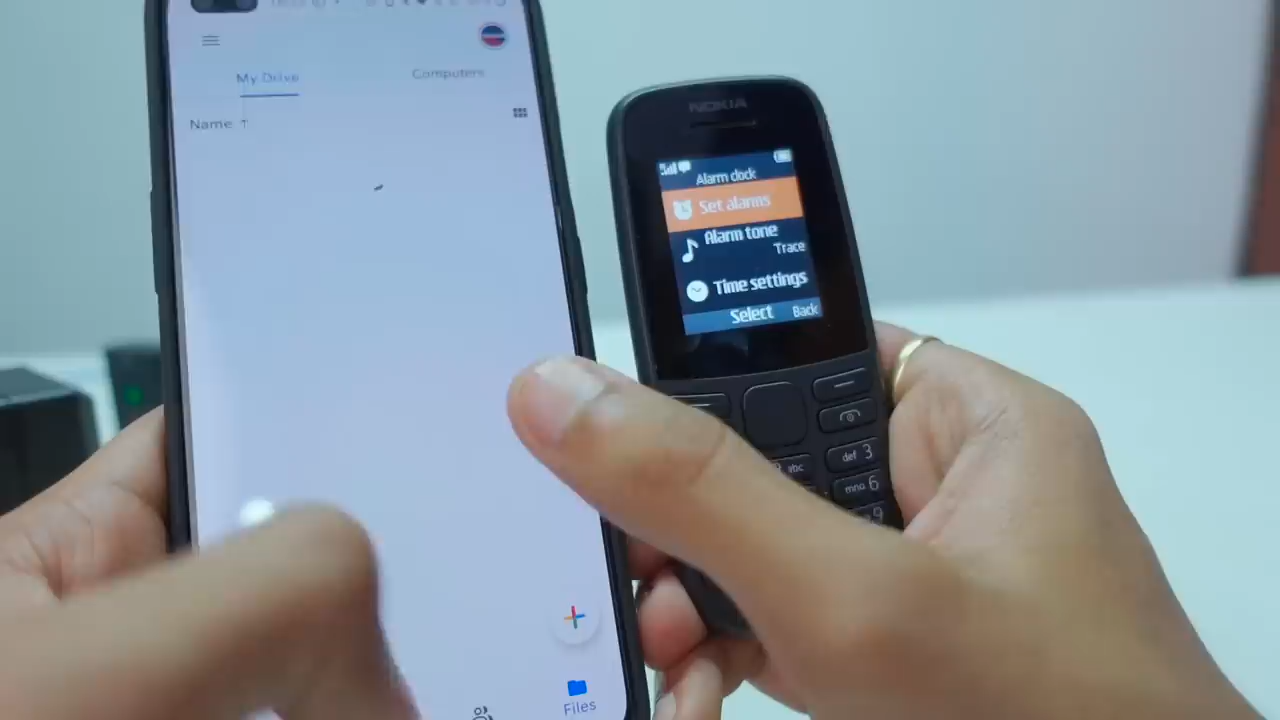 My Drive
Computers
Name ↑
Files
NOKIA
Alarm clock
Set alarms
Alarm tone
Trace
Time settings
Select
Back
def 3
abc
mno 6
9